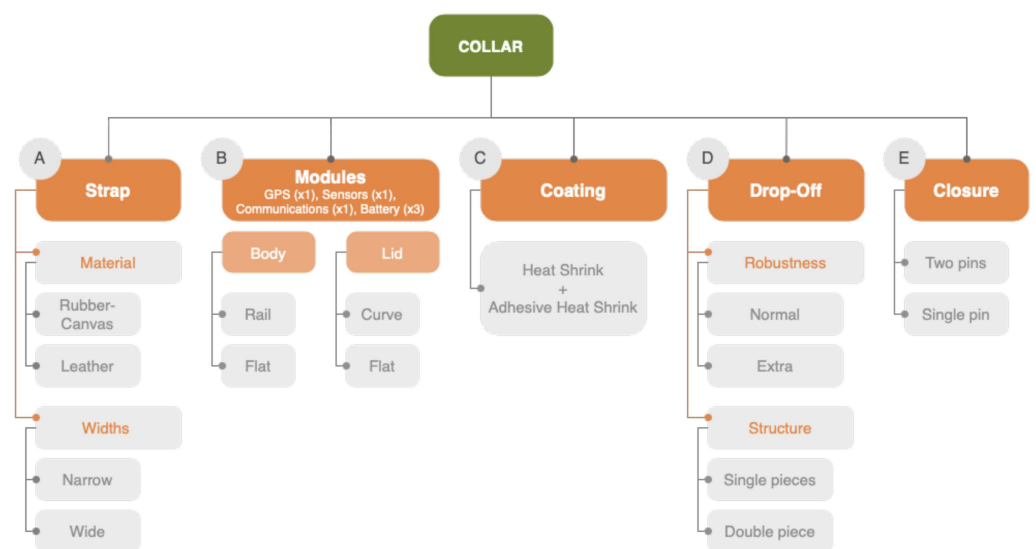 COLLAR
A
Strap
Material
Rubber-
Canvas
Leather
Widths
Narrow
Wide
B
Modules
GPS (x1), Sensors (x1),
Communications (x1), Battery (x3)
Body
Rail
Flat
Lid
Curve
Flat
C
Coating
Heat Shrink
+
Adhesive Heat Shrink
D
Drop-Off
Robustness
Normal
Extra
Structure
Single pieces
Double piece
E
Closure
Two pins
Single pin